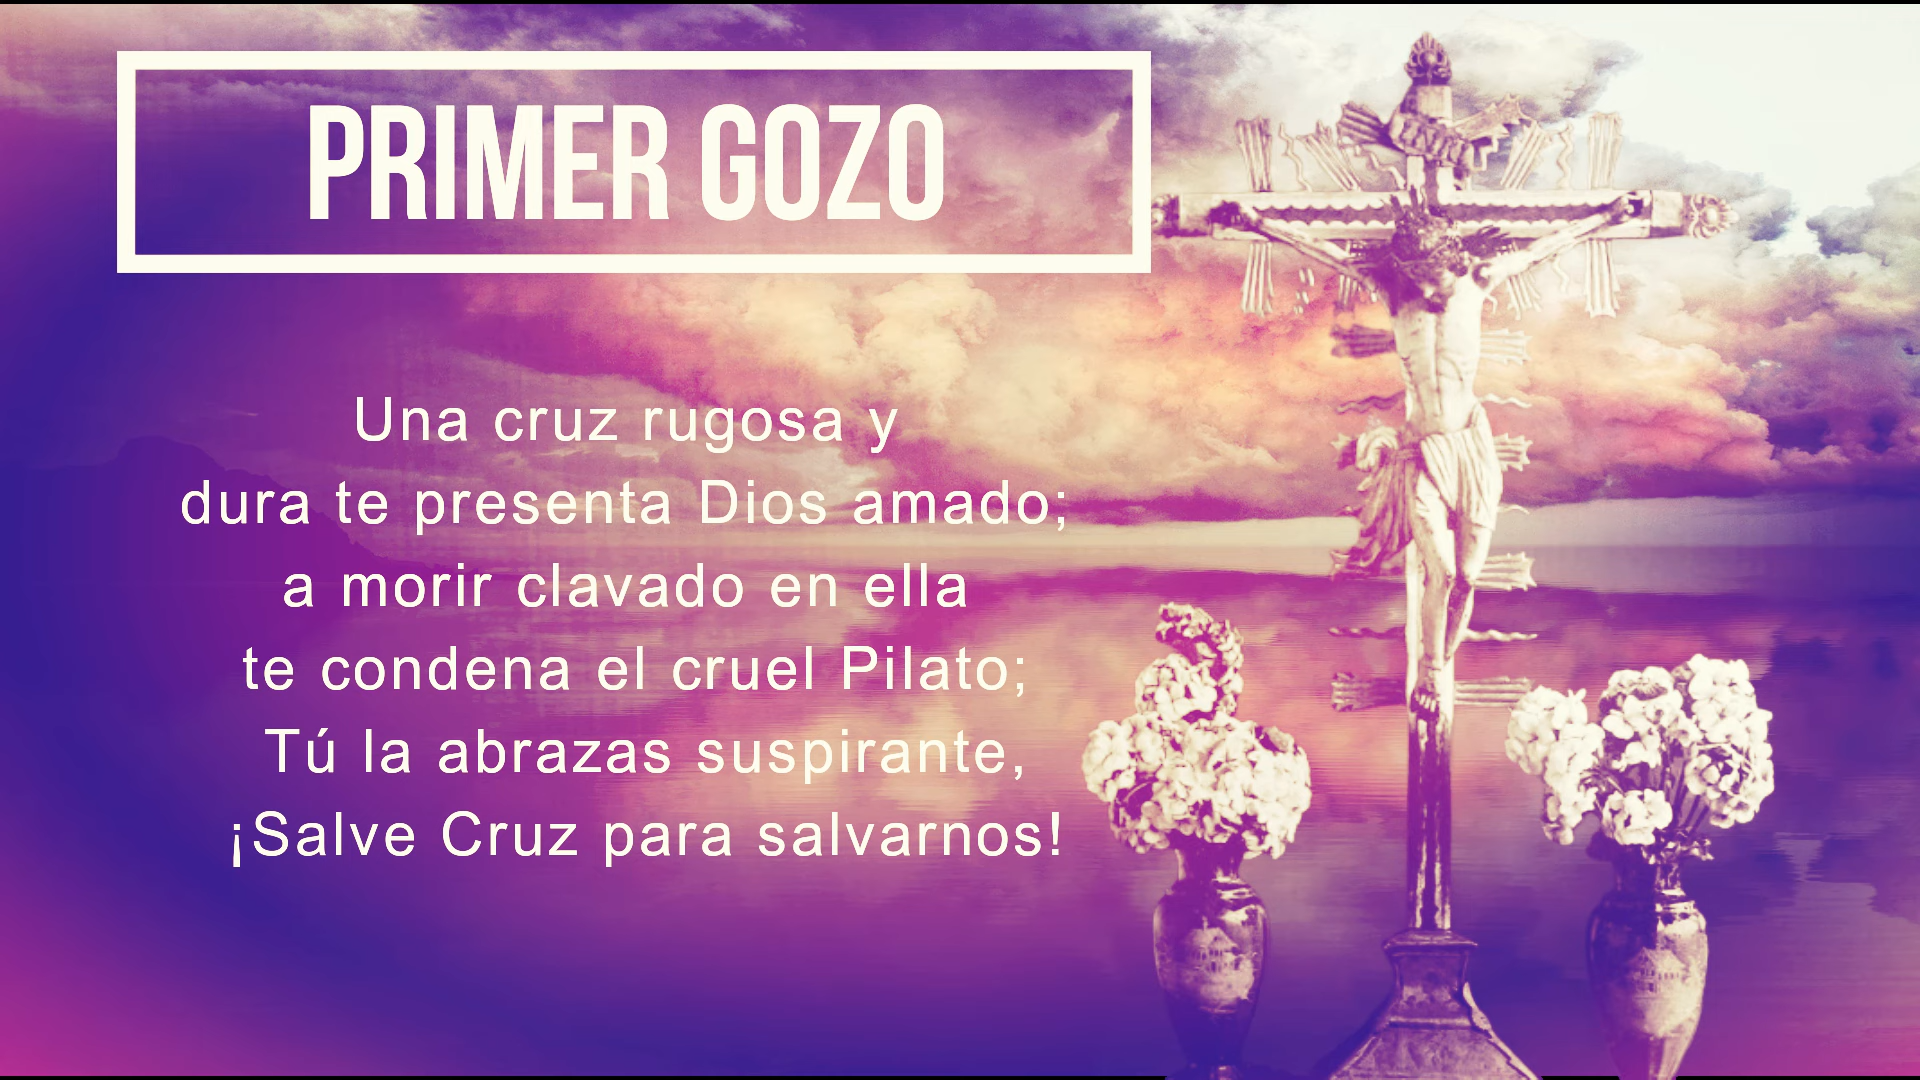 PRIMER GOZO
Una cruz rugosa y
dura te presenta Dios amado;
a morir clavado en ella
te condena el cruel Pilato;
Tú la abrazas suspirante,
¡Salve Cruz para salvarnos!